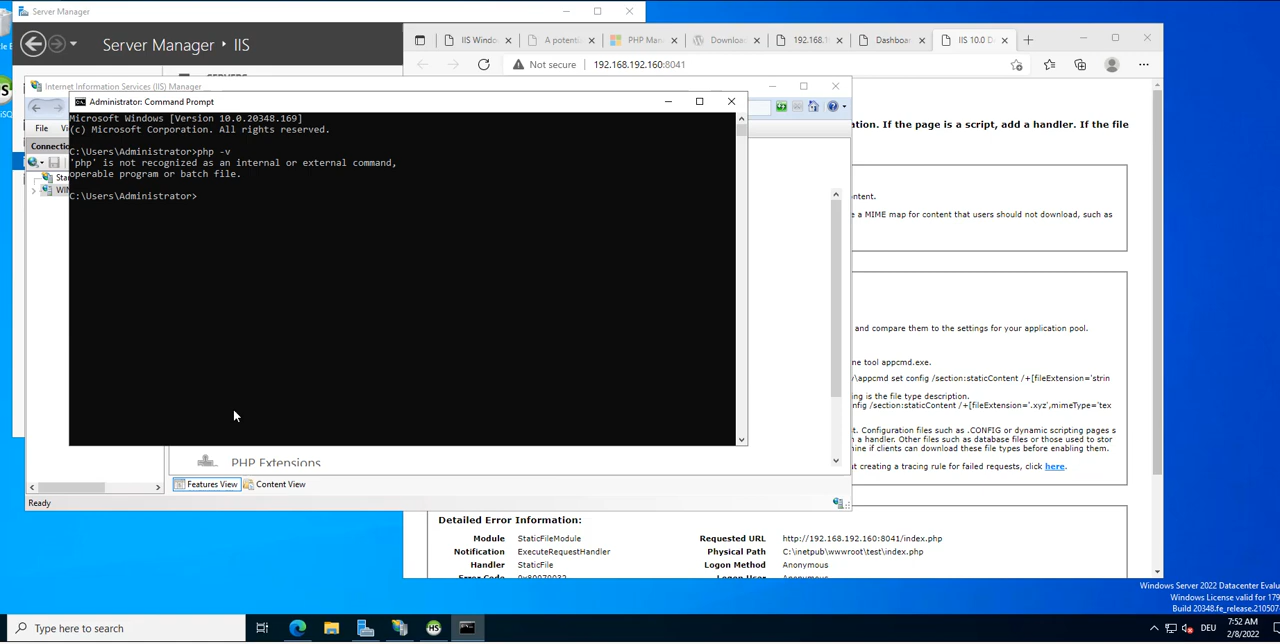 Server Manager
Server Manager • IIS
IIS Windo
A potenti
PHP Man
Downloa
192.168.1
Dashboa
IIS 10.0 D
Not secure
192.168.192.160:8041
Internet Information Services (IIS) Manager
File
Connectio
Administrator: Command Prompt
Microsoft Windows [Version 10.0.20348.169]
(c) Microsoft Corporation. All rights reserved.
C:\Users\Administrator>php -v
'php' is not recognized as an internal or external command,
operable program or batch file.
C:\Users\Administrator>
ation. If the page is a script, add a handler. If the file
ntent.
e a MIME map for content that users should not download, such as
and compare them to the settings for your application pool.
ne tool appcmd.exe.
\appcmd set config /section:staticContent /+[fileExtension='strin
ing is the file type description.
nfig /section:staticContent /+[fileExtension='.xyz',mimeType='tex
t. Configuration files such as .CONFIG or dynamic scripting pages s
n a handler. Other files such as database files or those used to stor
mine if clients can download these file types before enabling them.
ut creating a tracing rule for failed requests, click here.
PHP Extensions
Features View
Content View
Ready
Detailed Error Information:
Module StaticFileModule
Notification ExecuteRequestHandler
Handler StaticFile
Error Code 0x80070032
Requested URL http://192.168.192.160:8041/index.php
Physical Path C:\inetpub\wwwroot\test\index.php
Logon Method Anonymous
Logon User Anonymous
Windows Server 2022 Datacenter Evalu
Windows License valid for 179
Build 20348.fe_release.210507-
Type here to search
HS
DEU
7:52 AM
2/8/2022